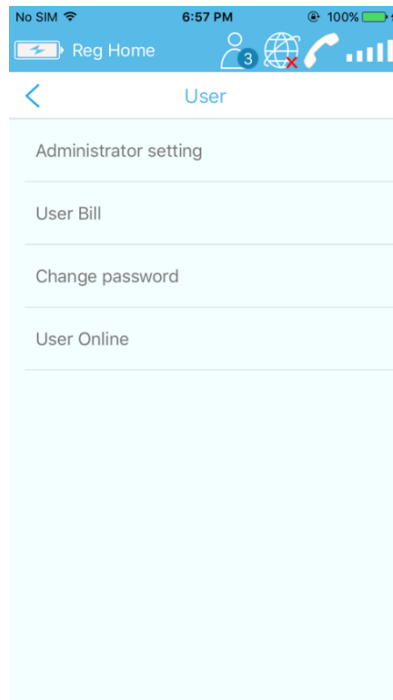 No SIM 6:57 PM 100%
Reg Home 3
User
Administrator setting
User Bill
Change password
User Online